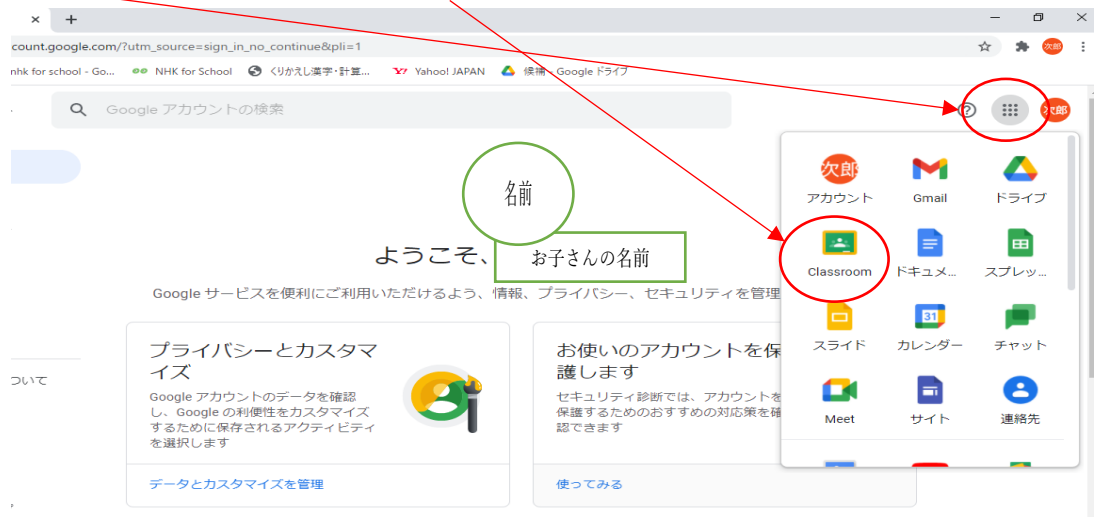 count.google.com/?utm_source=sign_in_no_continue&pli=1
次郎
nhk for school - Go...
NHK for School
くりかえし漢字・計算...
Yahoo! JAPAN
候補 - Google ドライブ
Google アカウントの検索
次郎
次郎
アカウント
Gmail
ドライブ
名前
ようこそ、
お子さんの名前
Classroom
ドキュメ...
スプレッ...
Google サービスを便利にご利用いただけるよう、情報、プライバシー、セキュリティを管理
31
スライド
カレンダー
チャット
Meet
サイト
連絡先
プライバシーとカスタマ
イズ
Google アカウントのデータを確認
し、Google の利便性をカスタマイズ
するために保存されるアクティビティ
を選択します
データとカスタマイズを管理
お使いのアカウントを保
護します
セキュリティ診断では、アカウントを
保護するためのおすすめの対応策を確
認できます
使ってみる
ついて